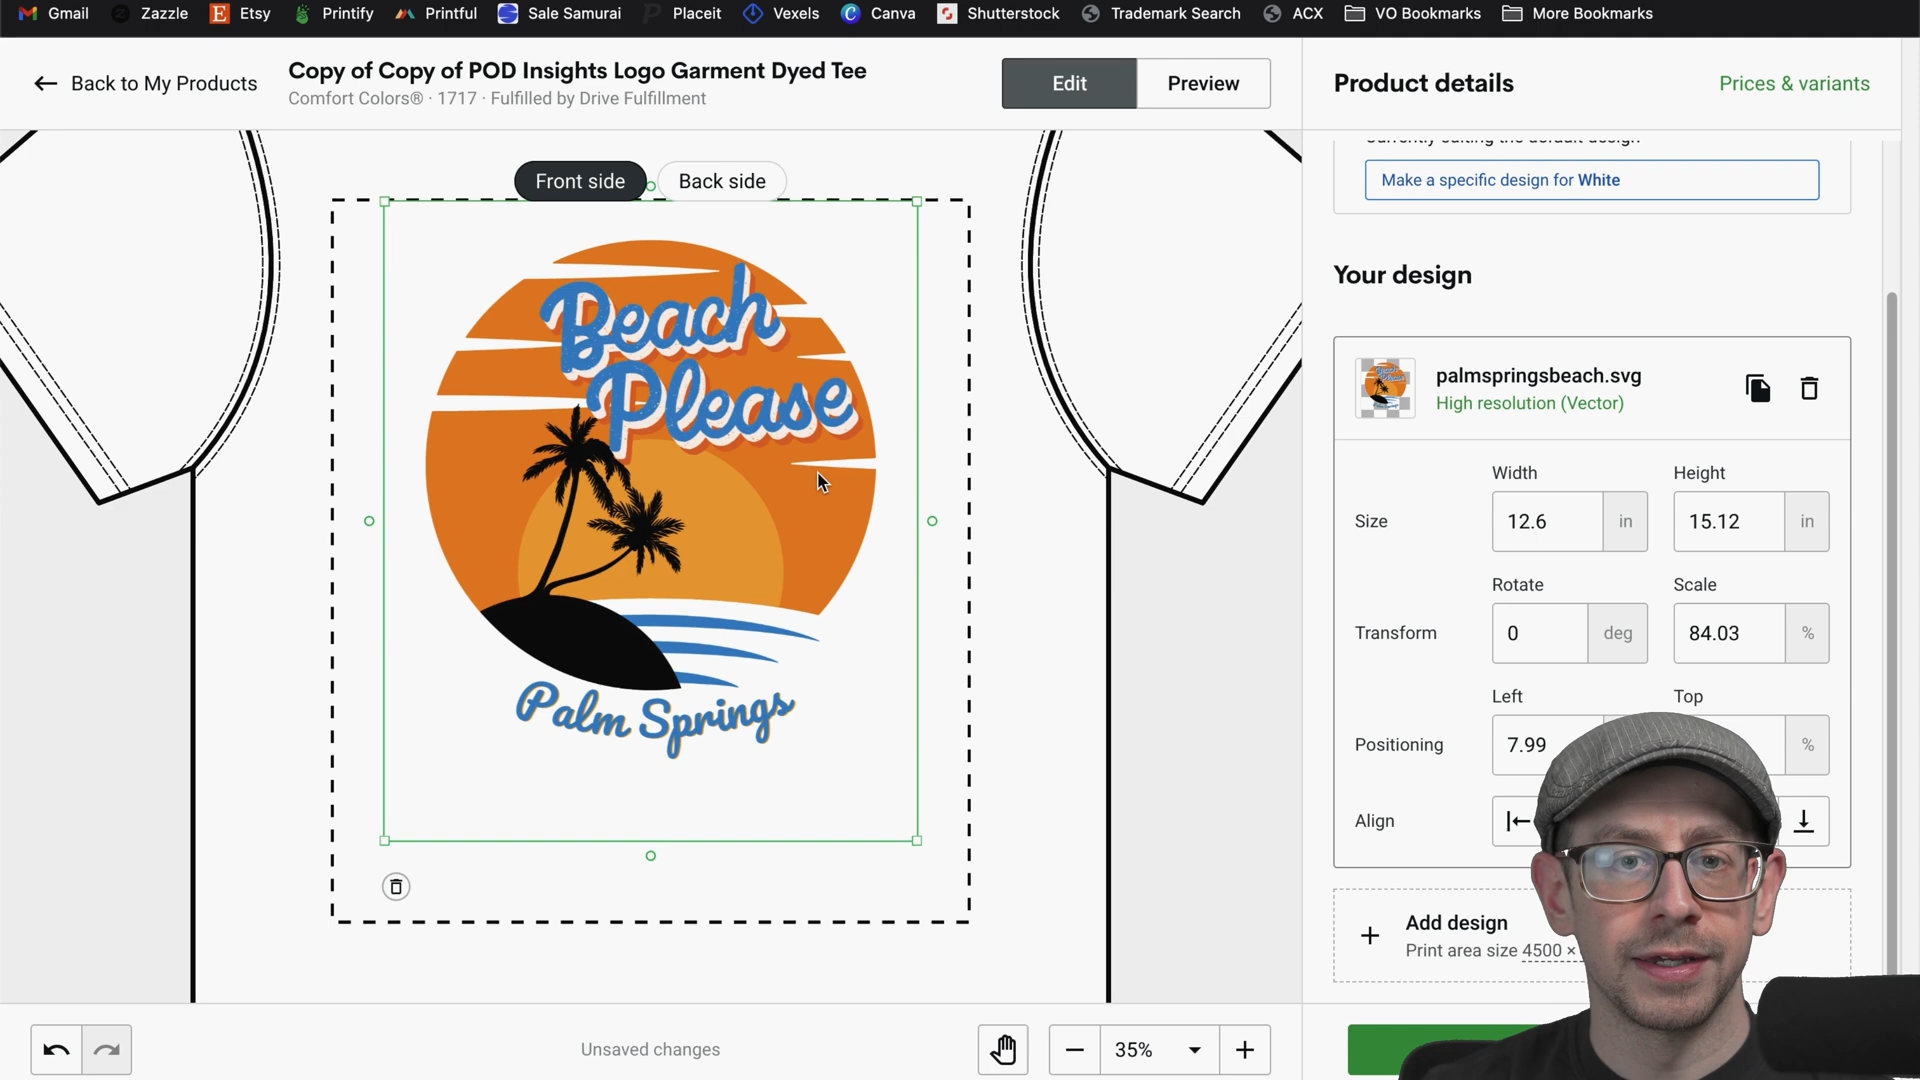 Gmail Zazzle Etsy Printify Printful Sale Samurai Placeit Vexels Canva Shutterstock Trademark Search ACX VO Bookmarks More Bookmarks
Back to My Products
Copy of Copy of POD Insights Logo Garment Dyed Tee
Comfort Colors® · 1717 · Fulfilled by Drive Fulfillment
Edit Preview
Product details
Prices & variants
Currently editing the default design
Make a specific design for White
Front side Back side
Beach
Please
Palm Springs
Your design
palmspringsbeach.svg
High resolution (Vector)
Width Height
Size 12.6 in 15.12 in
Rotate Scale
Transform 0 deg 84.03 %
Left Top
Positioning 7.99 %
Align
Add design
Print area size 4500 ×
Unsaved changes
35%